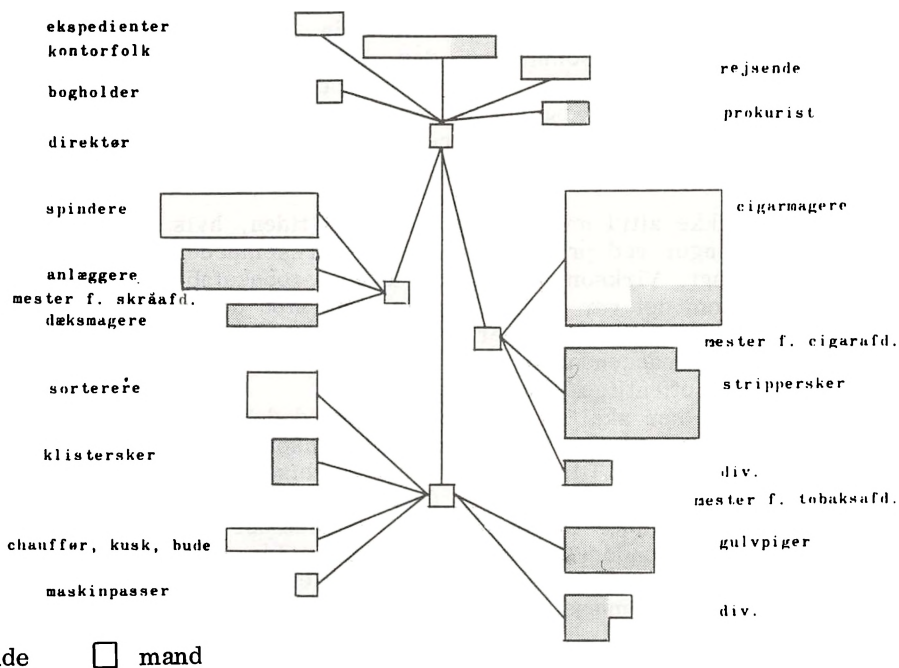 ekspedienter
kontorfolk
bogholder
direktør
rejsende
prokurist
spindere
anlæggere
mester f. skråafd.
dæksmagere
cigarmagere
mester f. cigarafd.
strippersker
div.
mester f. tobaksafd.
sorterere
klistersker
chauffør, kusk, bude
maskinpasser
gulvpiger
div.
mand